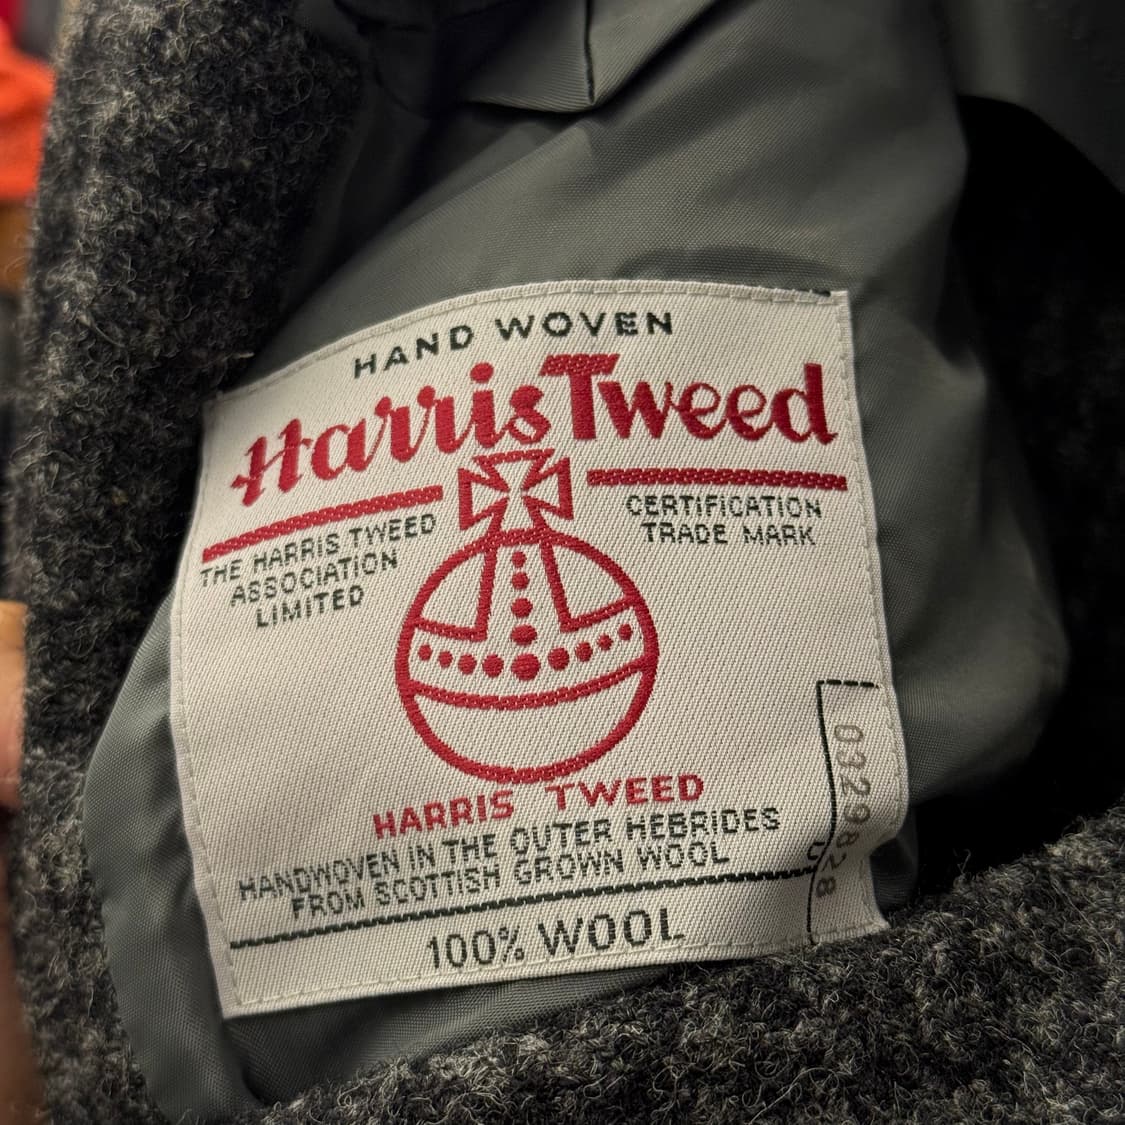 HAND WOVEN
Harris Tweed
THE HARRIS TWEED
ASSOCIATION
LIMITED
CERTIFICATION
TRADE MARK
HARRIS TWEED
HANDWOVEN IN THE OUTER HEBRIDES
FROM SCOTTISH GROWN WOOL
100% WOOL